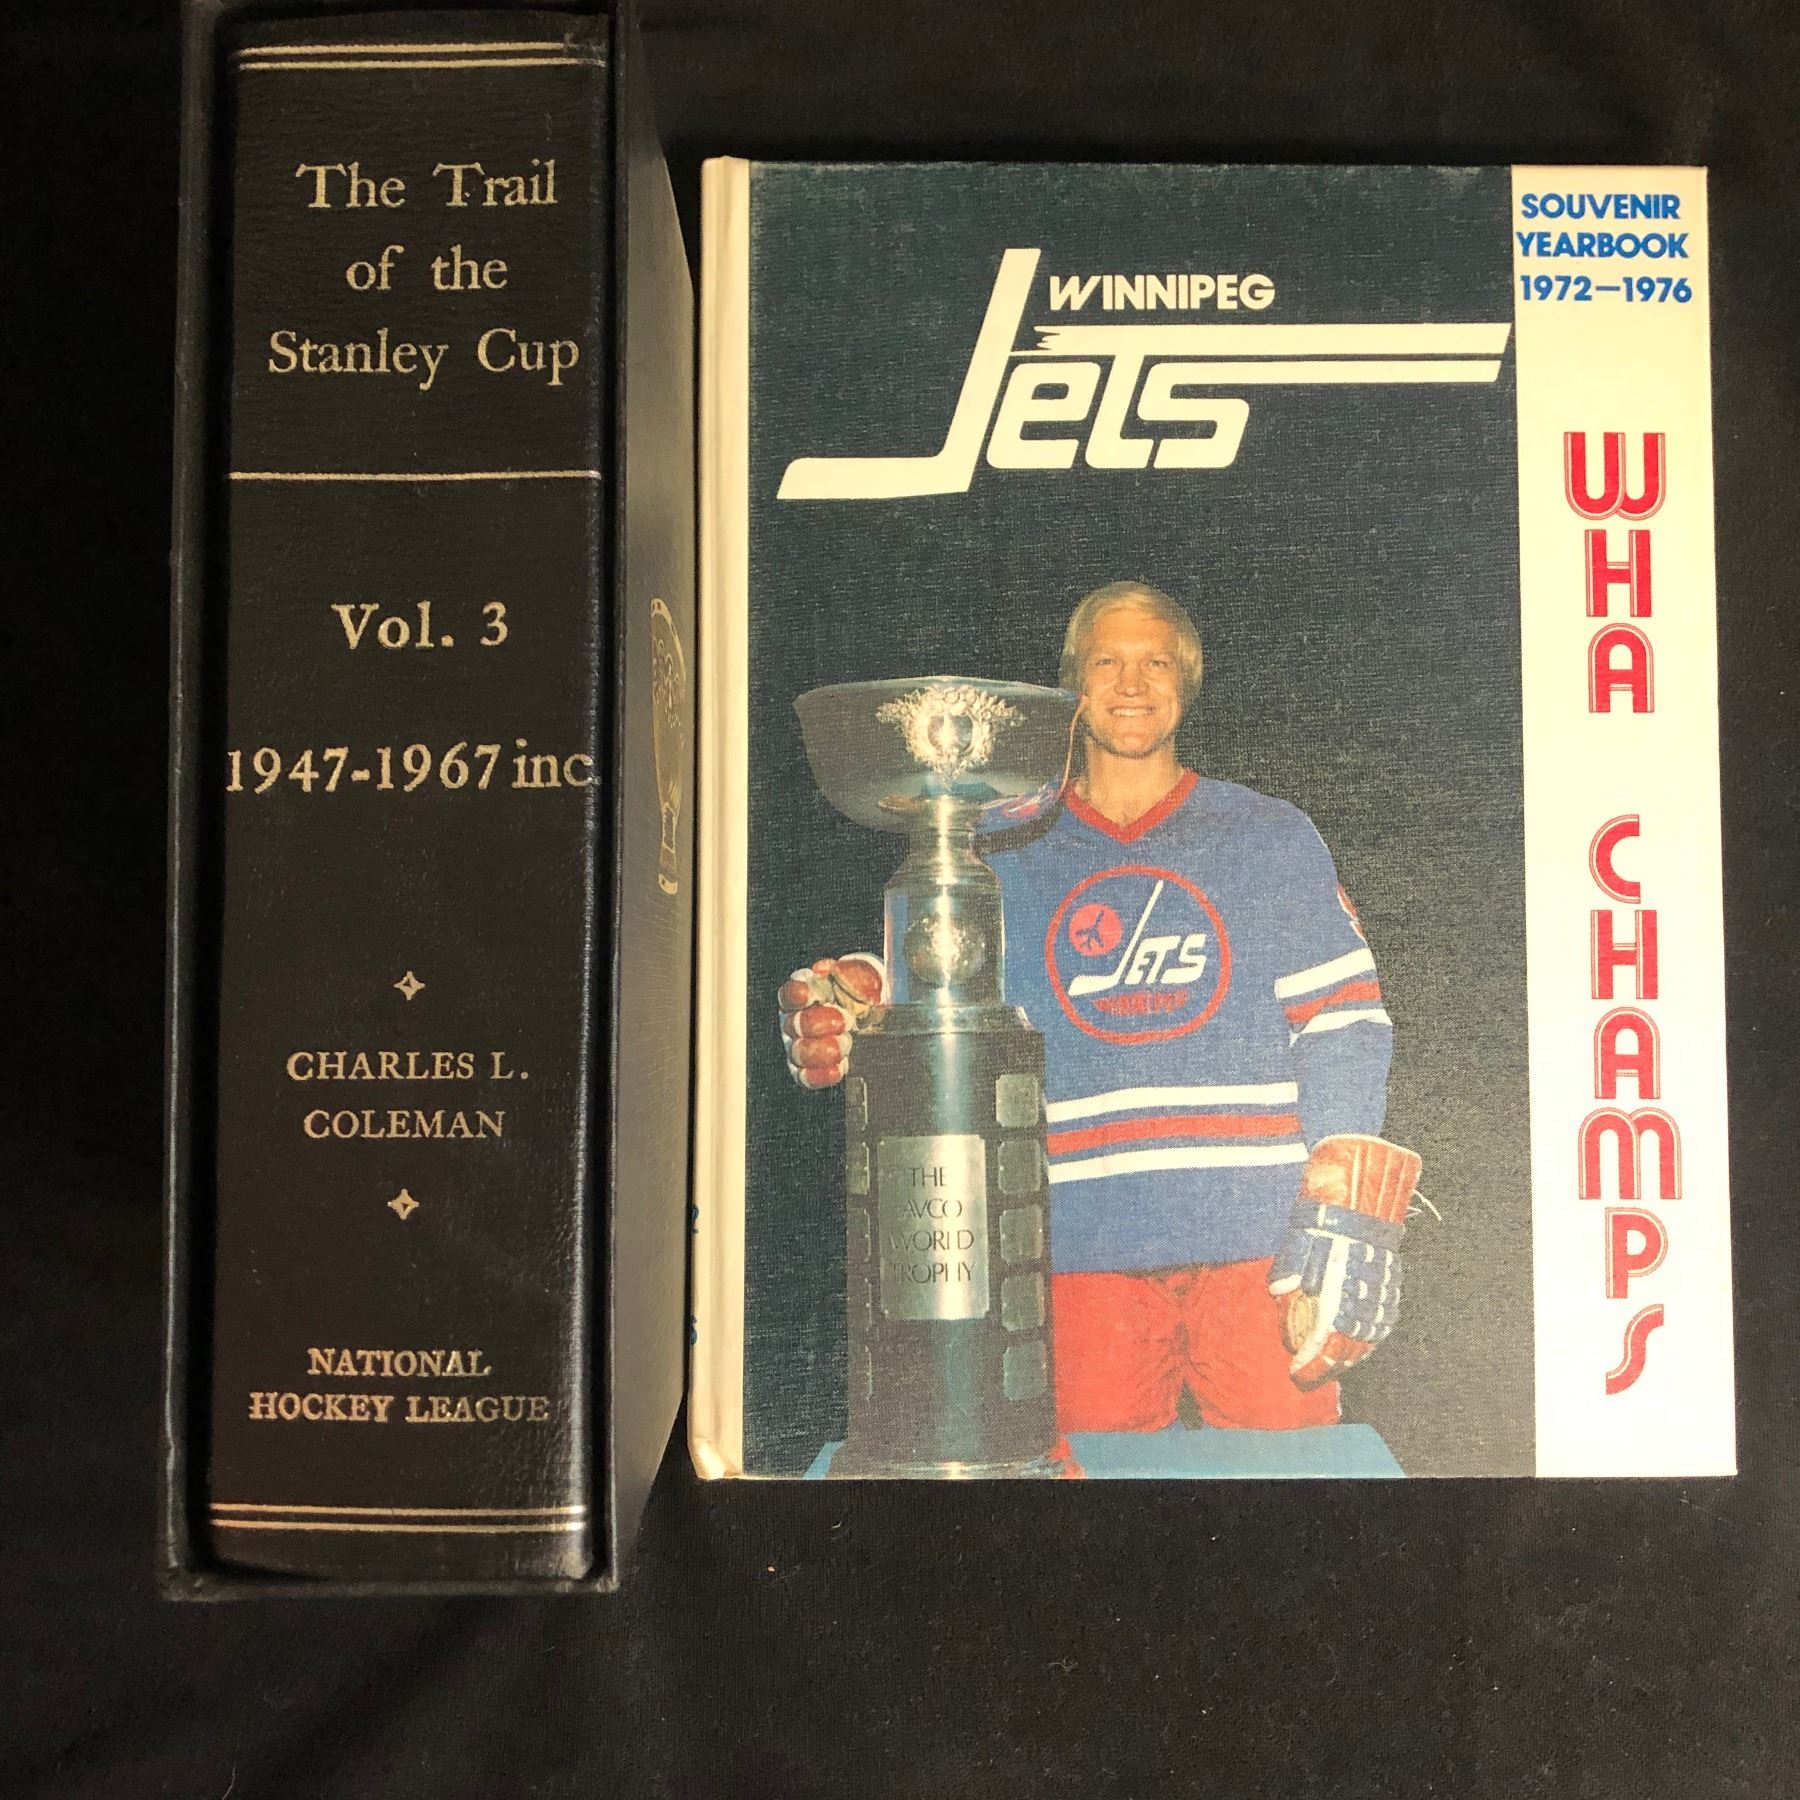 The Trail
of the
Stanley Cup
Vol. 3
1947-1967 inc
CHARLES L.
COLEMAN
NATIONAL
HOCKEY LEAGUE
WINNIPEG
Jets
SOUVENIR
YEARBOOK
1972-1976
WHA CHAMPS
JETS
WINNIPEG
THE
AVCO
WORLD
TROPHY